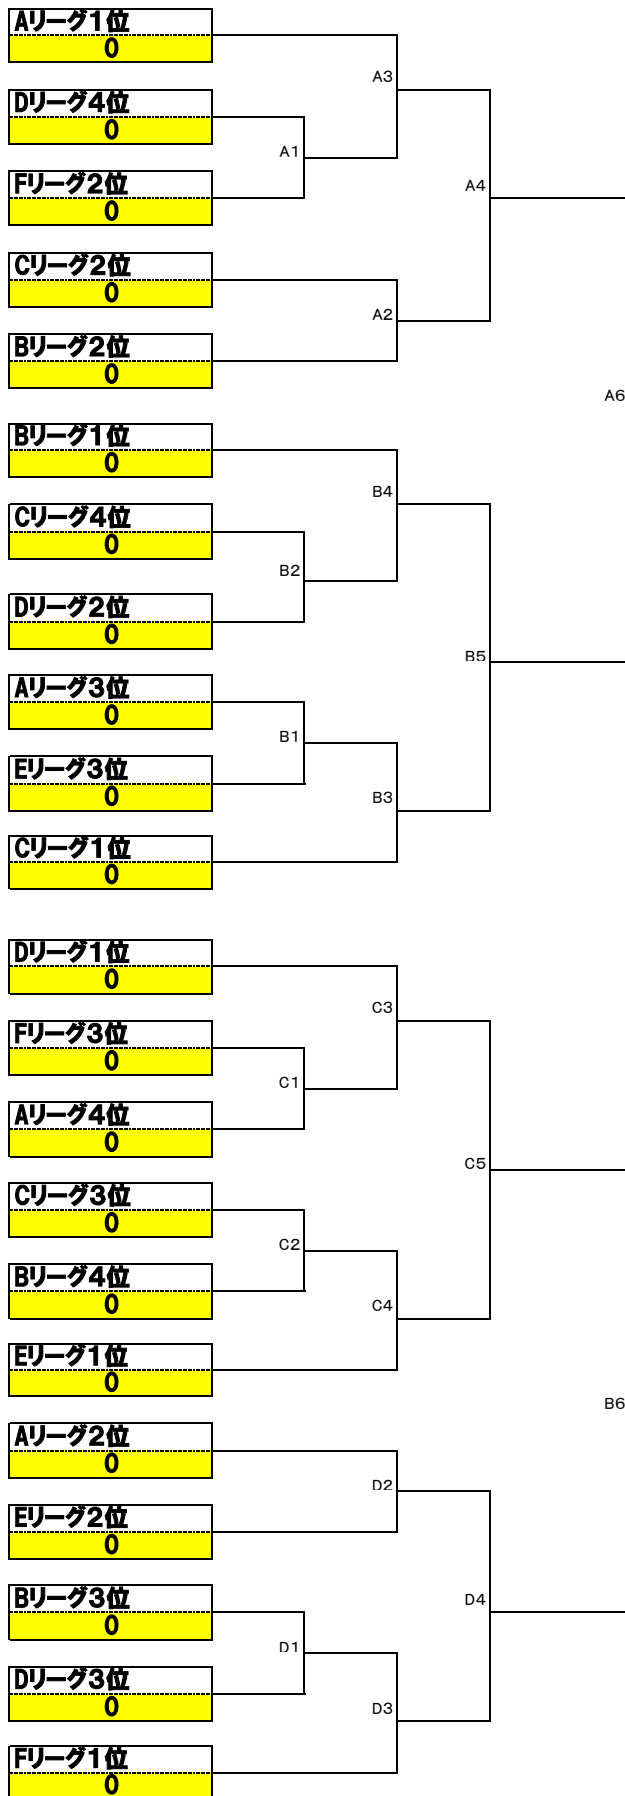 Aリーグ1位
0
A3
Dリーグ4位
0
A1
Fリーグ2位
0
A4
Cリーグ2位
0
A2
Bリーグ2位
0
A6
Bリーグ1位
0
B4
Cリーグ4位
0
B2
Dリーグ2位
0
B5
Aリーグ3位
0
B1
Eリーグ3位
0
B3
Cリーグ1位
0
Dリーグ1位
0
C3
Fリーグ3位
0
C1
Aリーグ4位
0
C5
Cリーグ3位
0
C2
Bリーグ4位
0
C4
Eリーグ1位
0
B6
Aリーグ2位
0
D2
Eリーグ2位
0
Bリーグ3位
0
D4
D1
Dリーグ3位
0
D3
Fリーグ1位
0